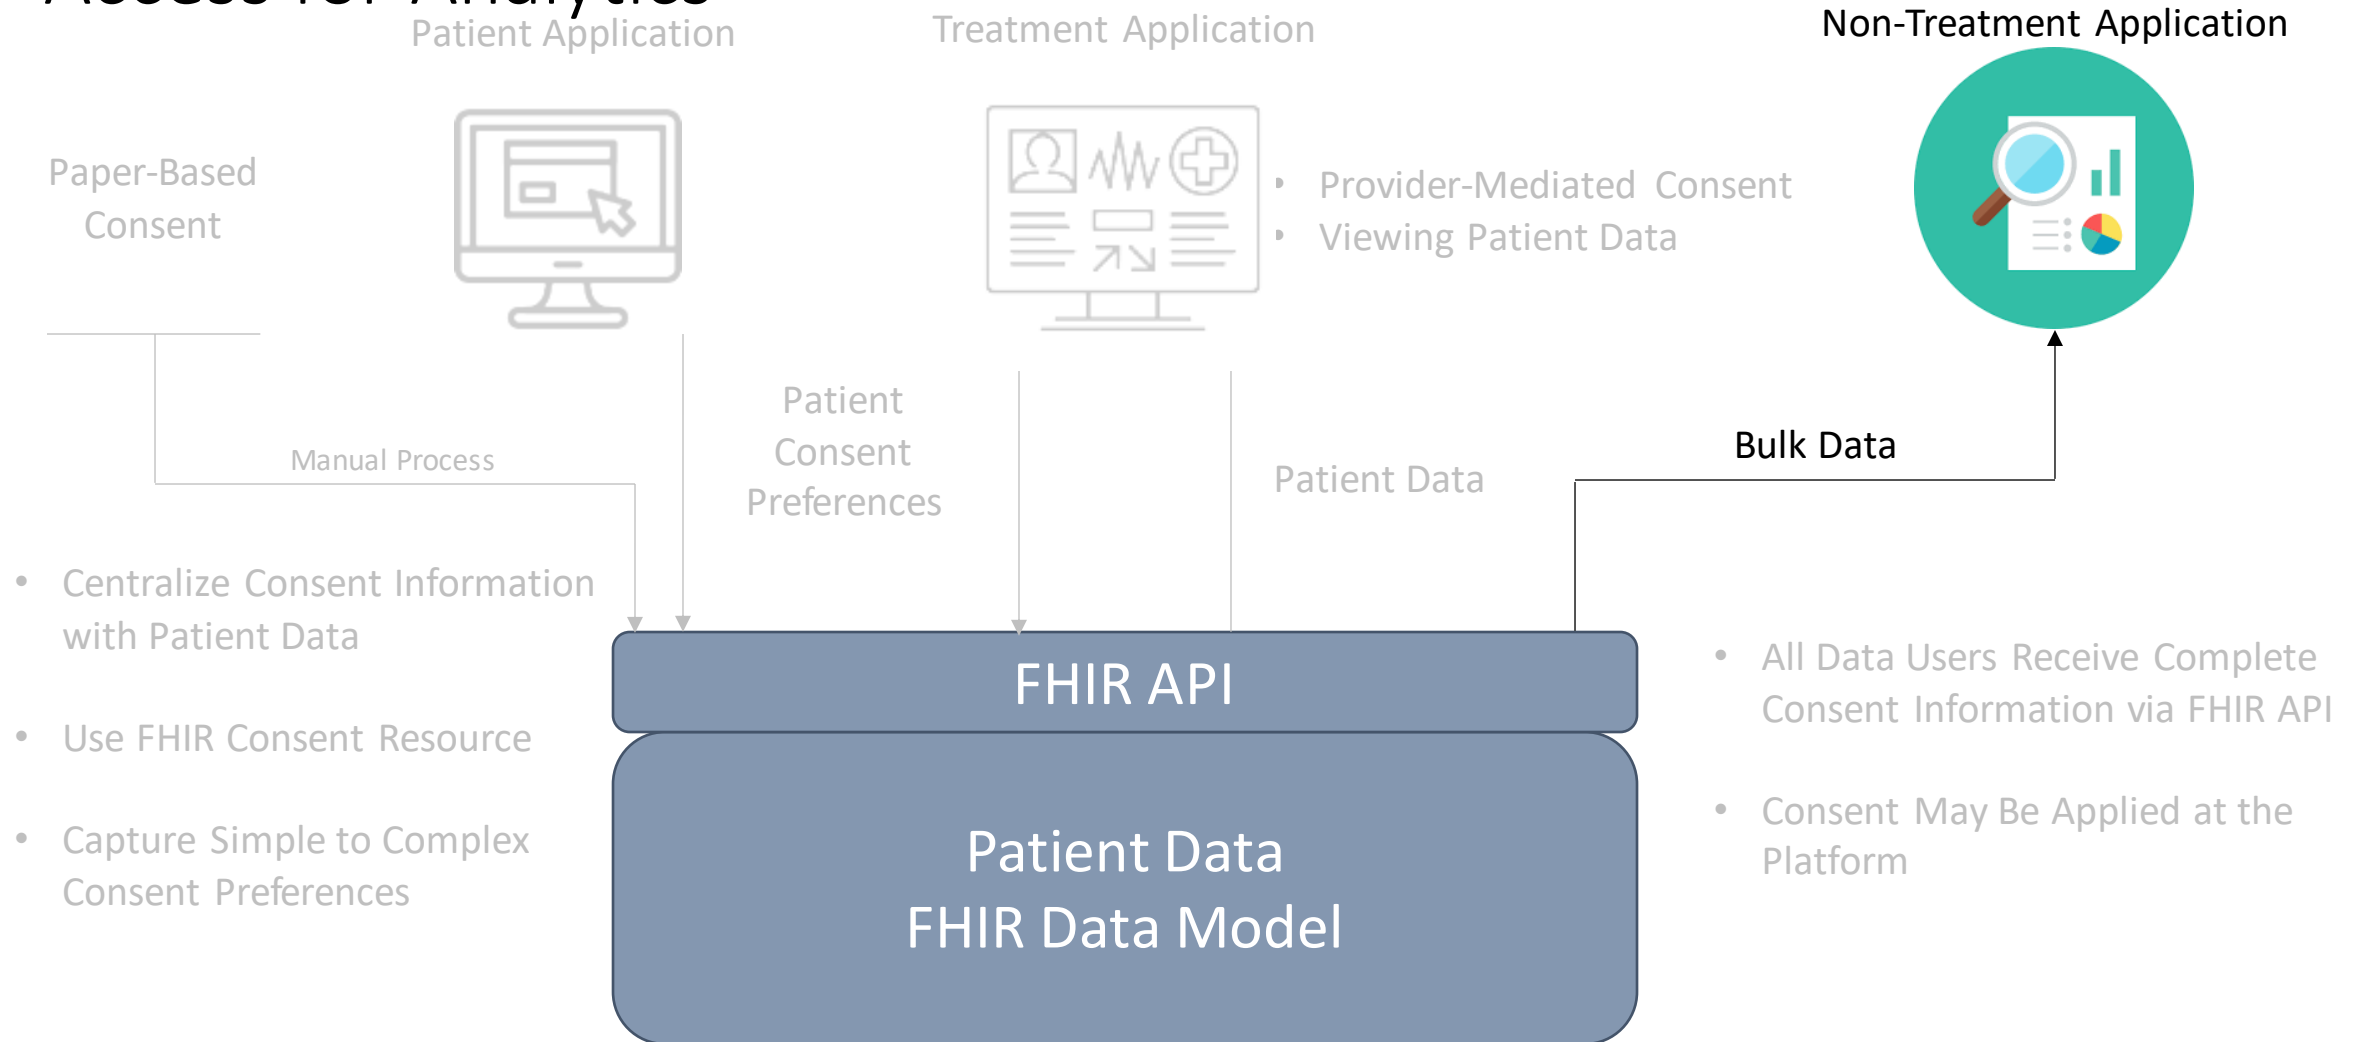 Access for Analytics
Patient Application
Treatment Application
Non-Treatment Application
Paper-Based
Consent
• Provider-Mediated Consent
• Viewing Patient Data
Manual Process
Patient
Consent
Preferences
Patient Data
Bulk Data
• Centralize Consent Information
with Patient Data
• Use FHIR Consent Resource
• Capture Simple to Complex
Consent Preferences
FHIR API
Patient Data
FHIR Data Model
• All Data Users Receive Complete
Consent Information via FHIR API
• Consent May Be Applied at the
Platform